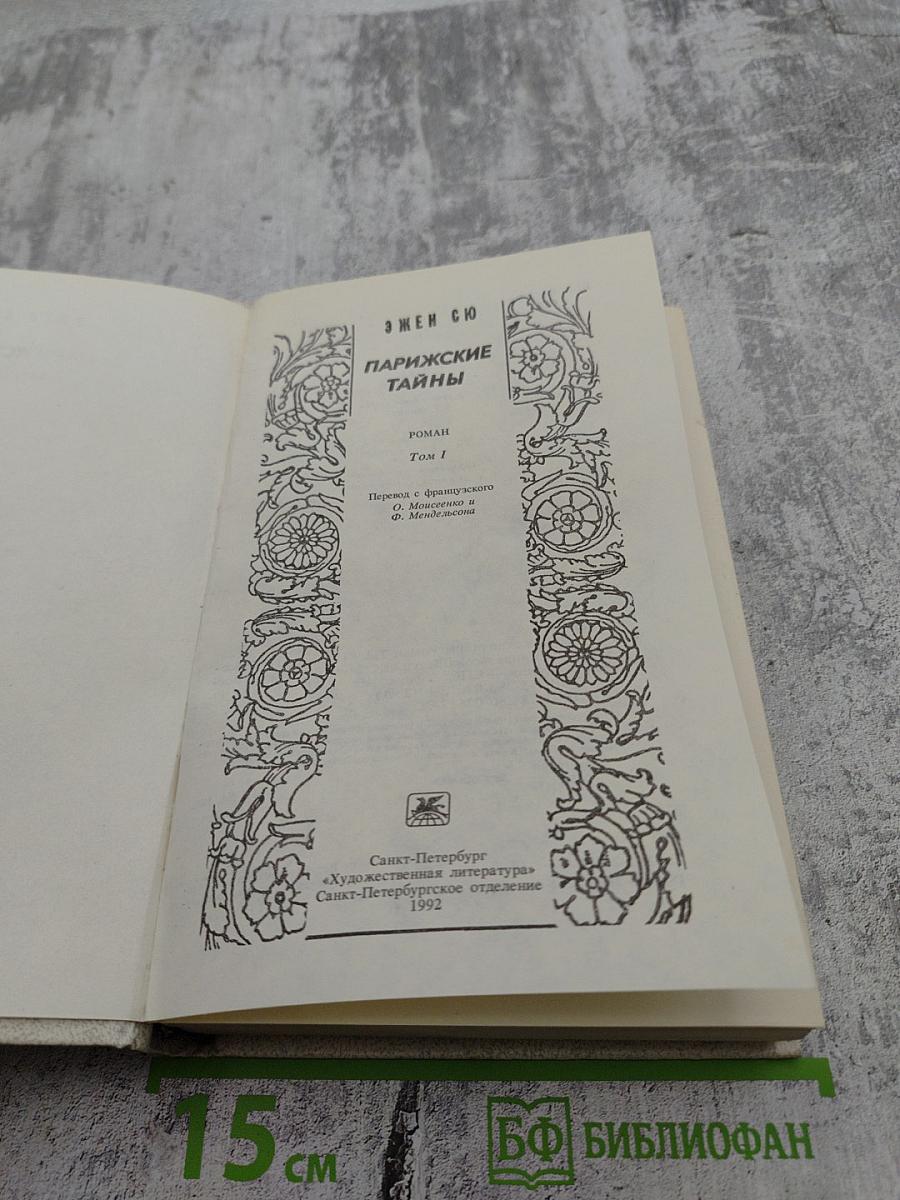 ЭЖЕН СЮ
ПАРИЖСКИЕ
ТАЙНЫ
РОМАН
Том I
Перевод с французского
О. Моисеенко и
Ф. Мендельсона
Санкт-Петербург
«Художественная литература»
Санкт-Петербургское отделение
1992
15 см
БФ БИБЛИОФАН